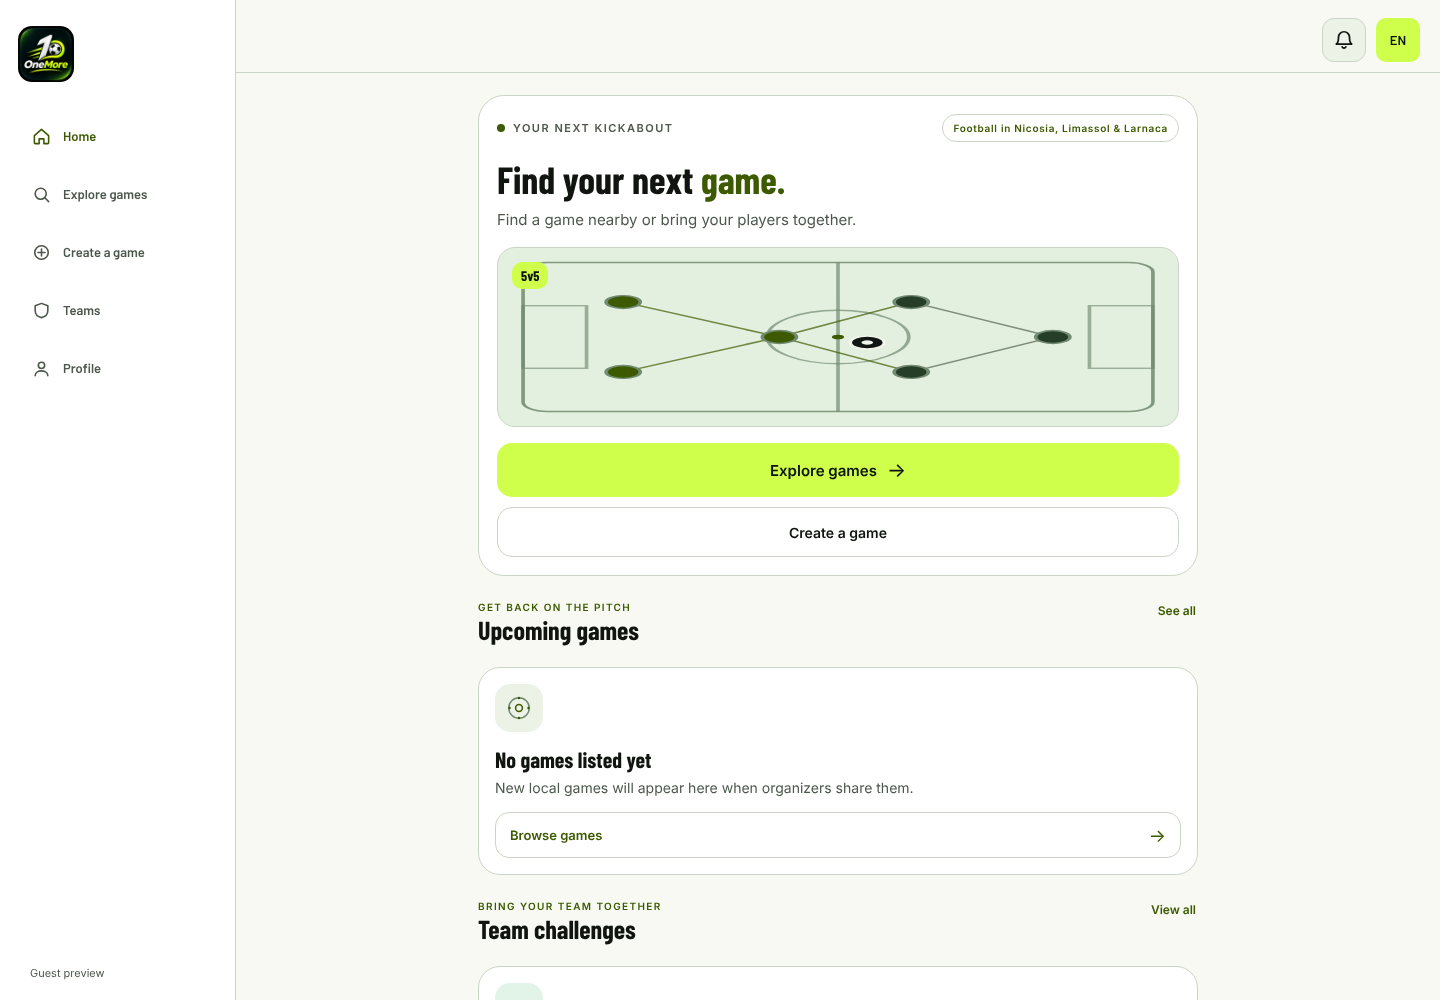 OneMore
Home
Explore games
Create a game
Teams
Profile
Guest preview
EN
YOUR NEXT KICKABOUT
Football in Nicosia, Limassol & Larnaca
Find your next game.
Find a game nearby or bring your players together.
5v5
Explore games
Create a game
GET BACK ON THE PITCH
See all
Upcoming games
No games listed yet
New local games will appear here when organizers share them.
Browse games
BRING YOUR TEAM TOGETHER
View all
Team challenges